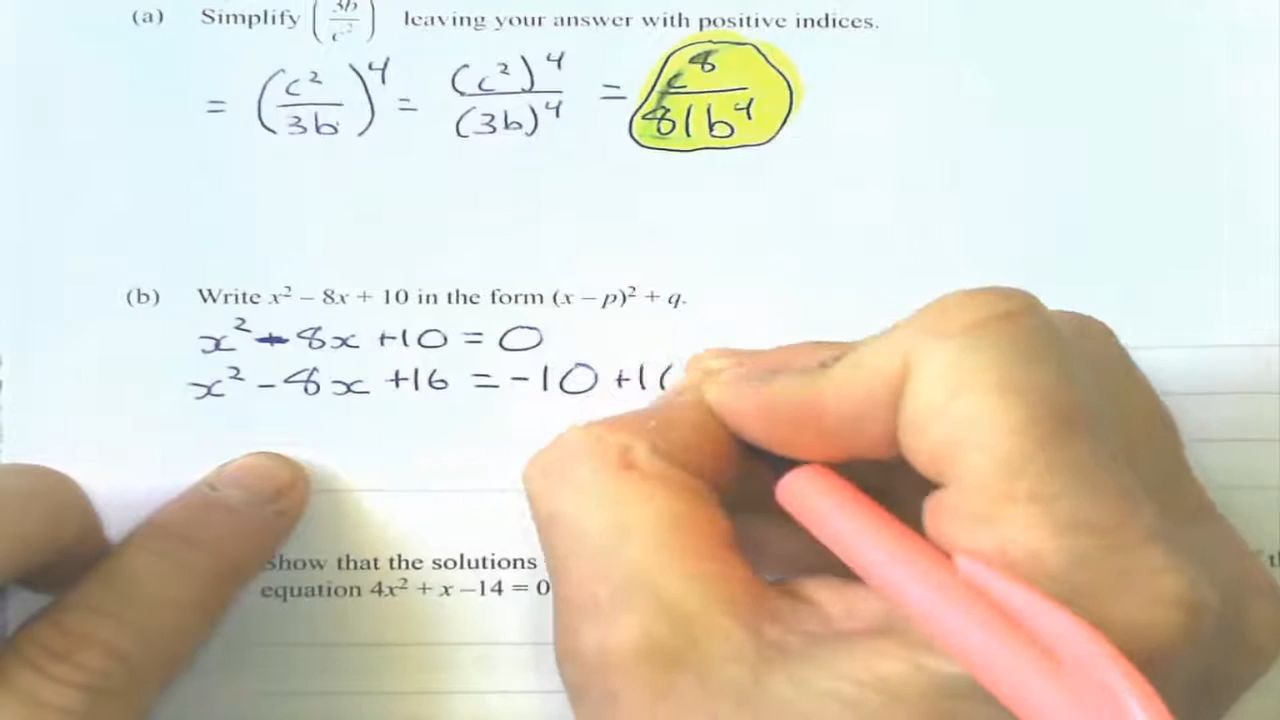 (a) Simplify (3b/c²) leaving your answer with positive indices.
= (c²/3b)⁴ = (c²)⁴/(3b)⁴ = c⁸/81b⁴
(b) Write x² – 8x + 10 in the form (x – p)² + q.
x² - 8x + 10 = 0
x² - 8x + 16 = -10 + 1
show that the solutions
equation 4x² + x –14 = 0